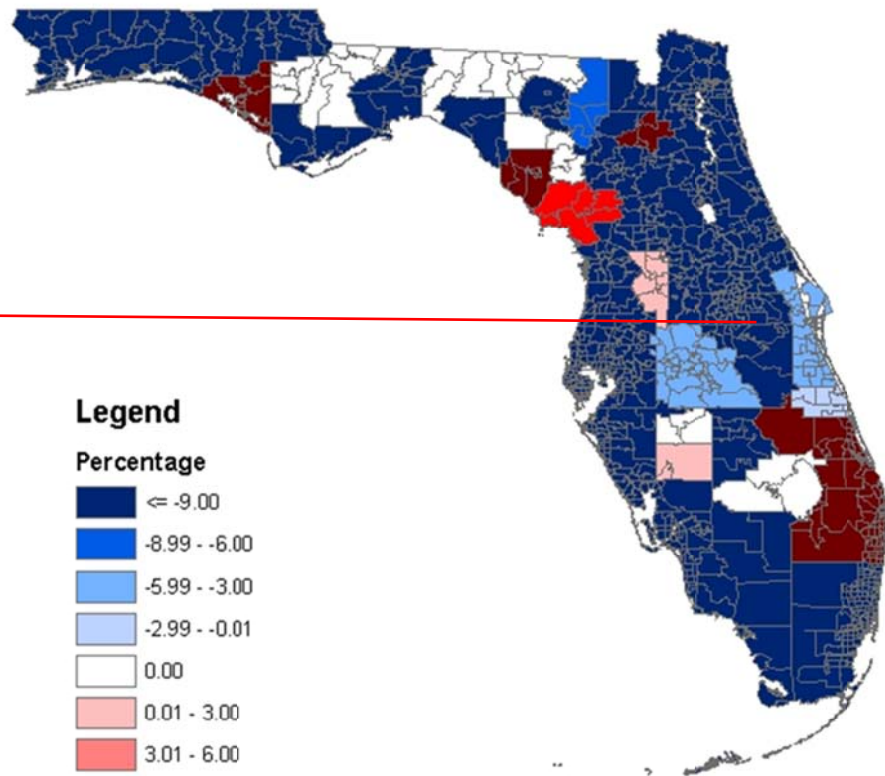 Legend
Percentage
<= -9.00
-8.99 - -6.00
-5.99 - -3.00
-2.99 - -0.01
0.00
0.01 - 3.00
3.01 - 6.00